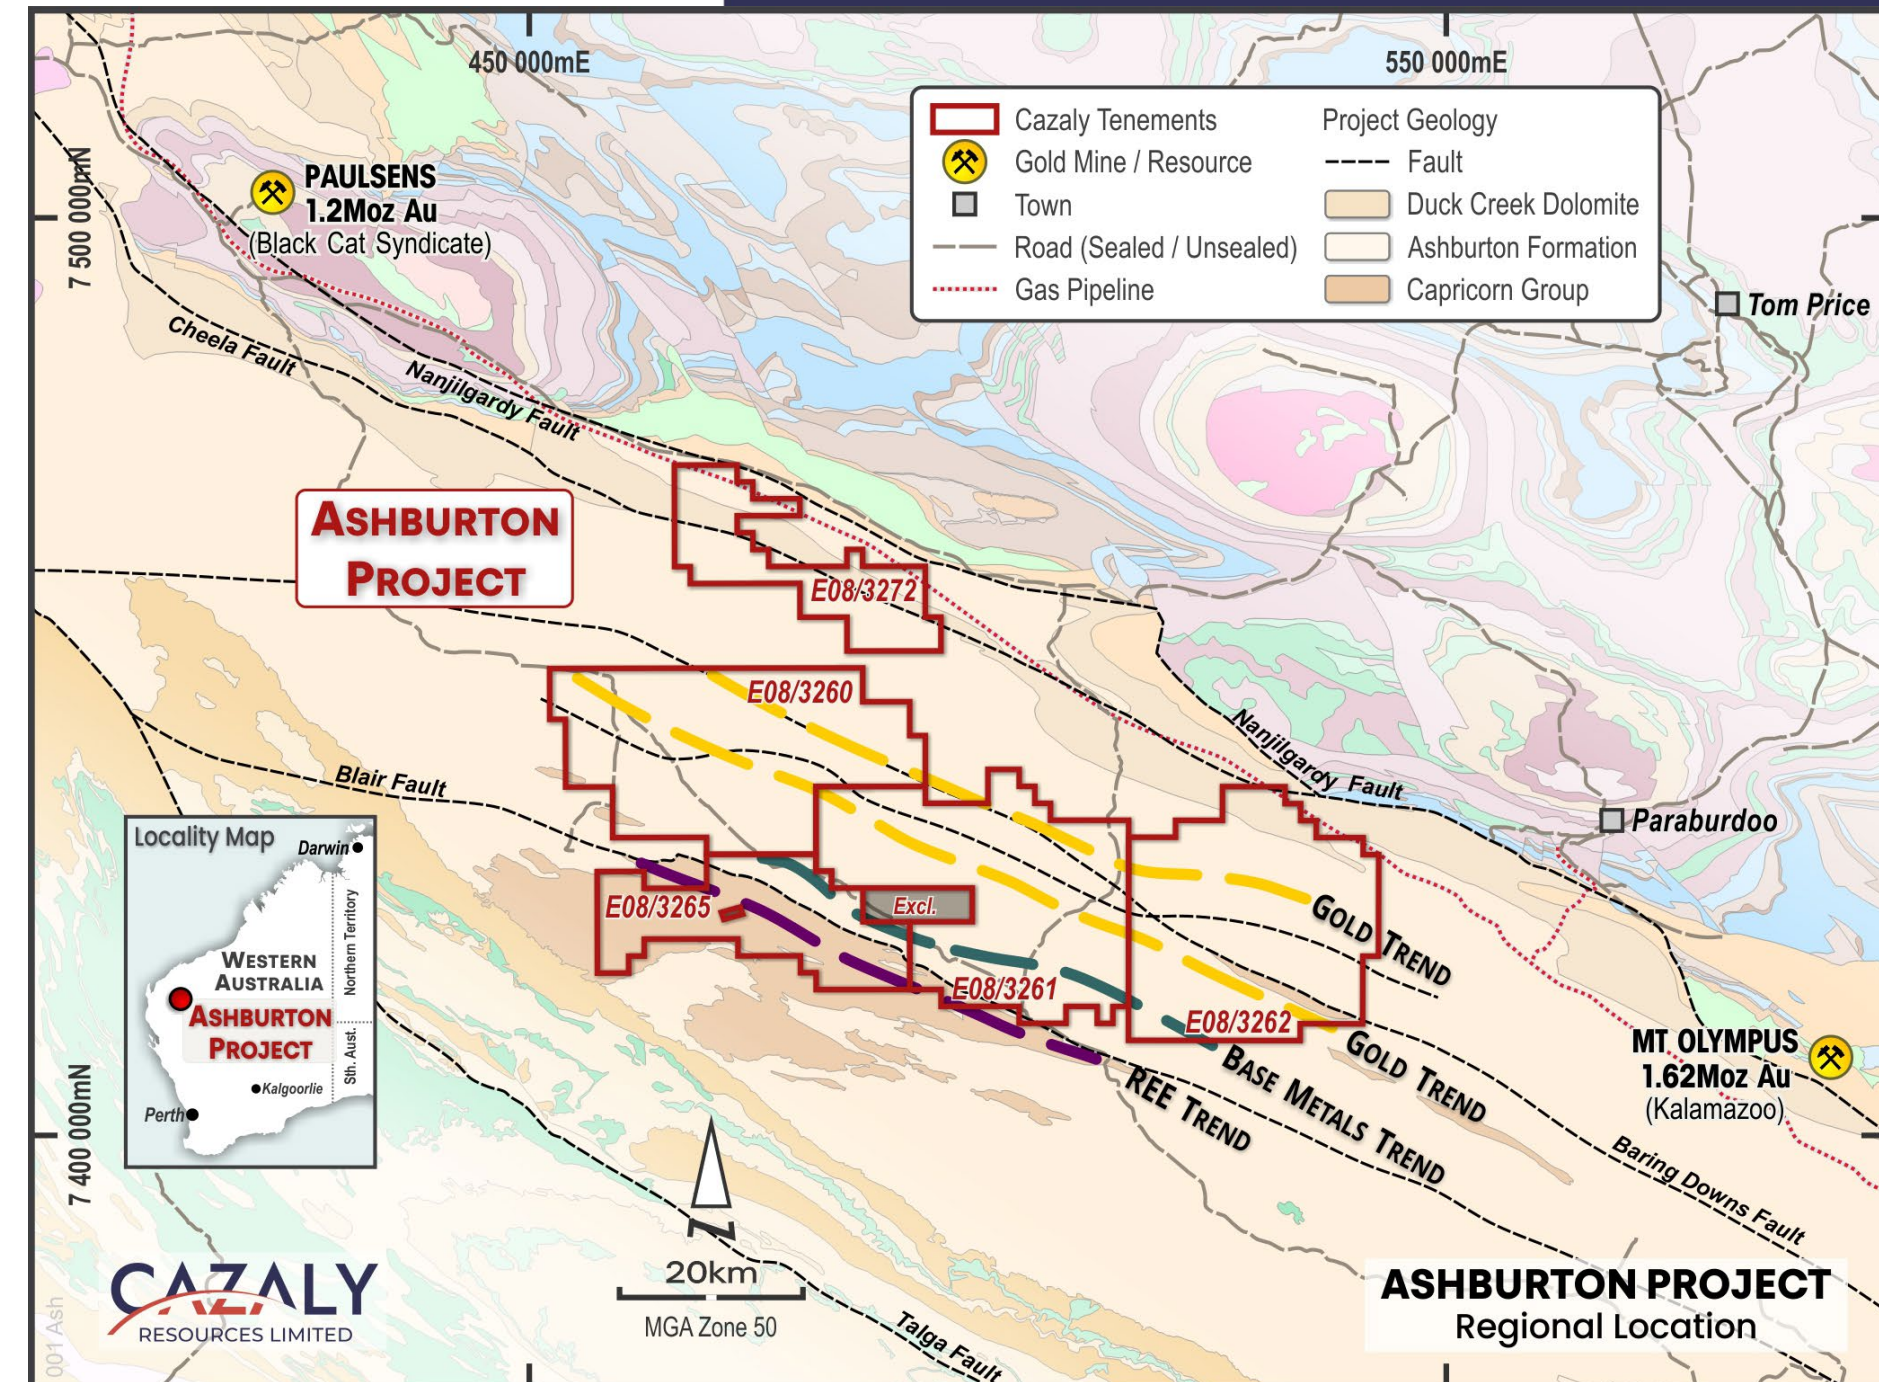 450 000mE
550 000mE
7 500 000mN
7 400 000mN
Cazaly Tenements
Gold Mine / Resource
Town
Road (Sealed / Unsealed)
Gas Pipeline
Project Geology
Fault
Duck Creek Dolomite
Ashburton Formation
Capricorn Group
PAULSENS
1.2Moz Au
(Black Cat Syndicate)
Tom Price
Cheela Fault
Nanjilgardy Fault
ASHBURTON
PROJECT
E08/3272
E08/3260
Nanjilgardy Fault
Blair Fault
Paraburdoo
E08/3265
Excl.
E08/3261
E08/3262
GOLD TREND
GOLD TREND
BASE METALS TREND
REE TREND
MT OLYMPUS
1.62Moz Au
(Kalamazoo)
Baring Downs Fault
Talga Fault
Locality Map
Darwin
Northern Territory
WESTERN
AUSTRALIA
ASHBURTON
PROJECT
Sth. Aust.
Kalgoorlie
Perth
N
20km
MGA Zone 50
CAZALY
RESOURCES LIMITED
001 Ash
ASHBURTON PROJECT
Regional Location